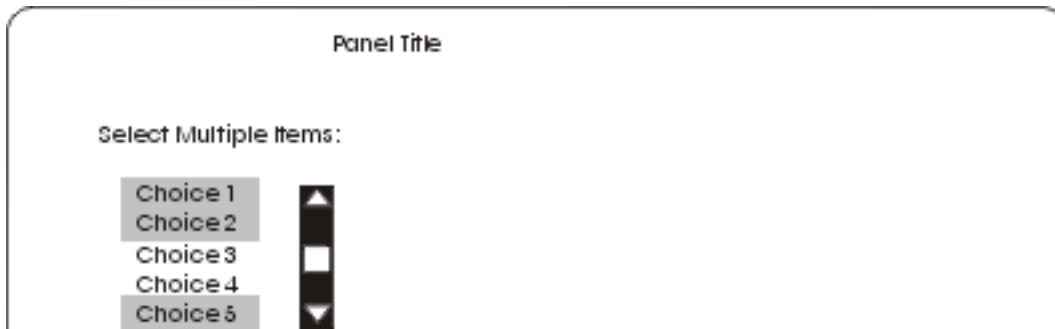 Panel Title
Select Multiple Items:
Choice 1
Choice 2
Choice 3
Choice 4
Choice 5